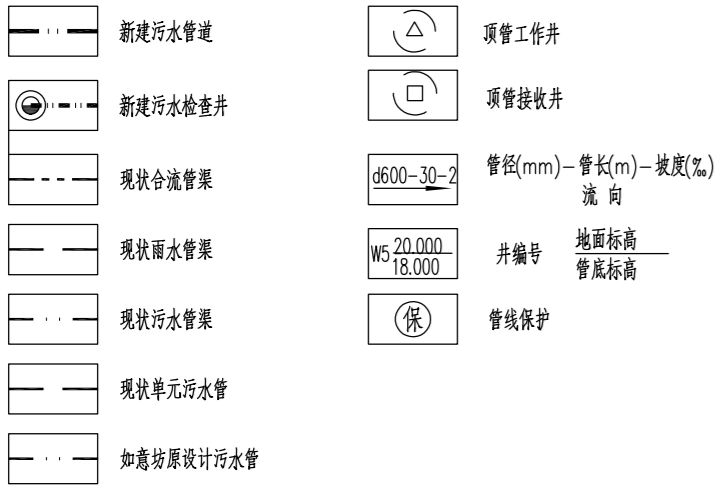 新建污水管道
新建污水检查井
现状合流管渠
现状雨水管渠
现状污水管渠
现状单元污水管
如意坊原设计污水管
顶管工作井
顶管接收井
d600-30-2 管径(mm)-管长(m)-坡度(‰)
流 向
W5 20.000 井编号 地面标高
18.000 管底标高
保 管线保护